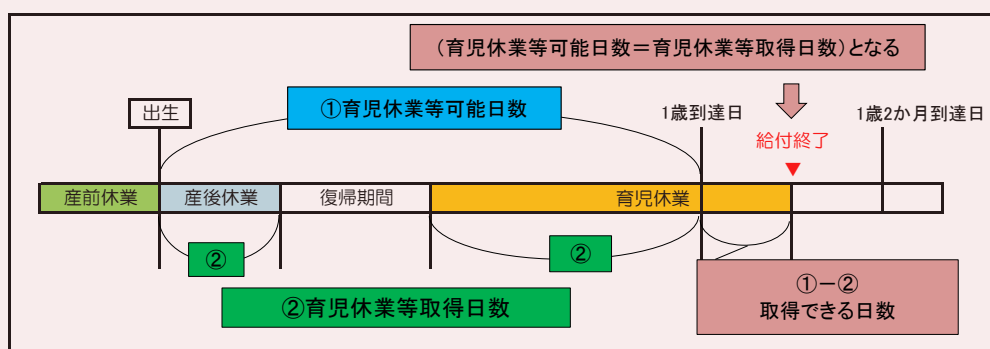 (育児休業等可能日数＝育児休業等取得日数)となる
出生
①育児休業等可能日数
1歳到達日
1歳2か月到達日
給付終了
産前休業
産後休業
復帰期間
育児休業
②
②
②育児休業等取得日数
①－②
取得できる日数